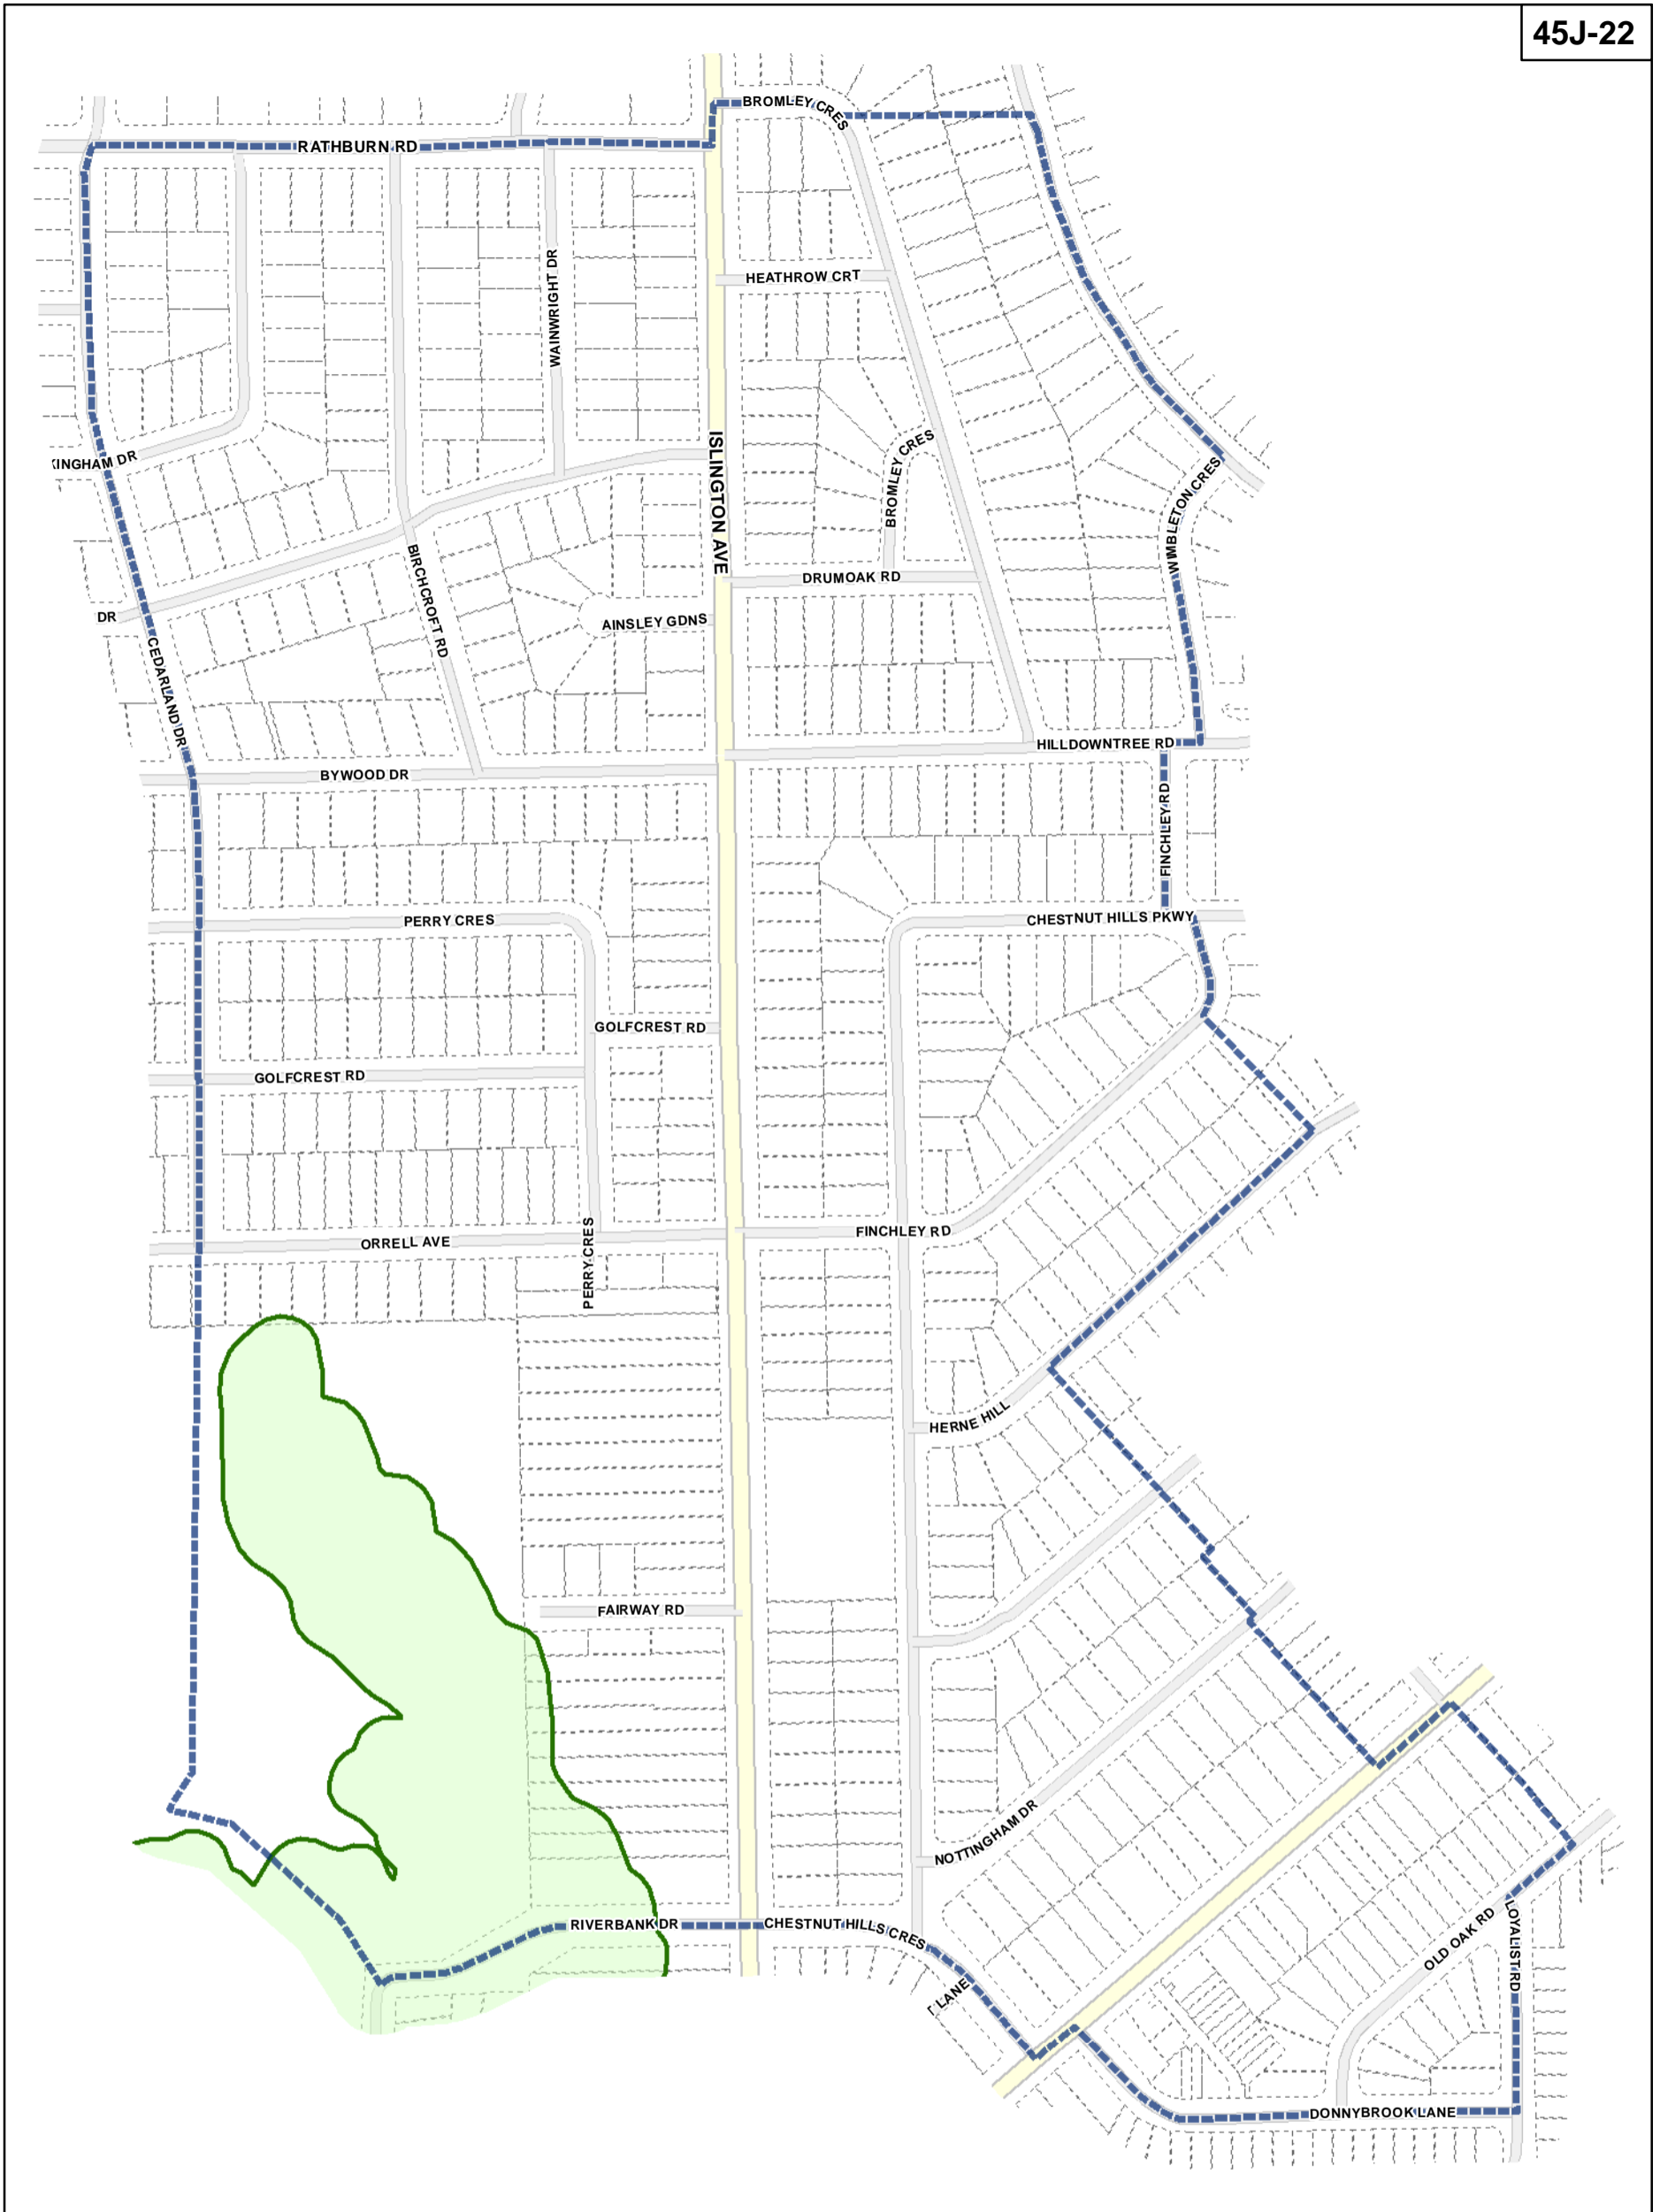 45J-22
BROMLEY CRES
RATHBURN RD
HEATHROW CRT
WAINWRIGHT DR
ISLINGTON AVE
BROMLEY CRES
KINGHAM DR
WIMBLETON CRES
BIRCHCROFT RD
DRUMOAK RD
DR
AINSLEY GDNS
CEDARLAND DR
HILLDOWNTREE RD
BYWOOD DR
FINCHLEY RD
PERRY CRES
CHESTNUT HILLS PKWY
GOLFCREST RD
GOLFCREST RD
FINCHLEY RD
ORRELL AVE
PERRY CRES
HERNE HILL
FAIRWAY RD
NOTTINGHAM DR
RIVERBANK DR
CHESTNUT HILLS CRES
OLD OAK RD
LOYALIST RD
LANE
DONNYBROOK LANE